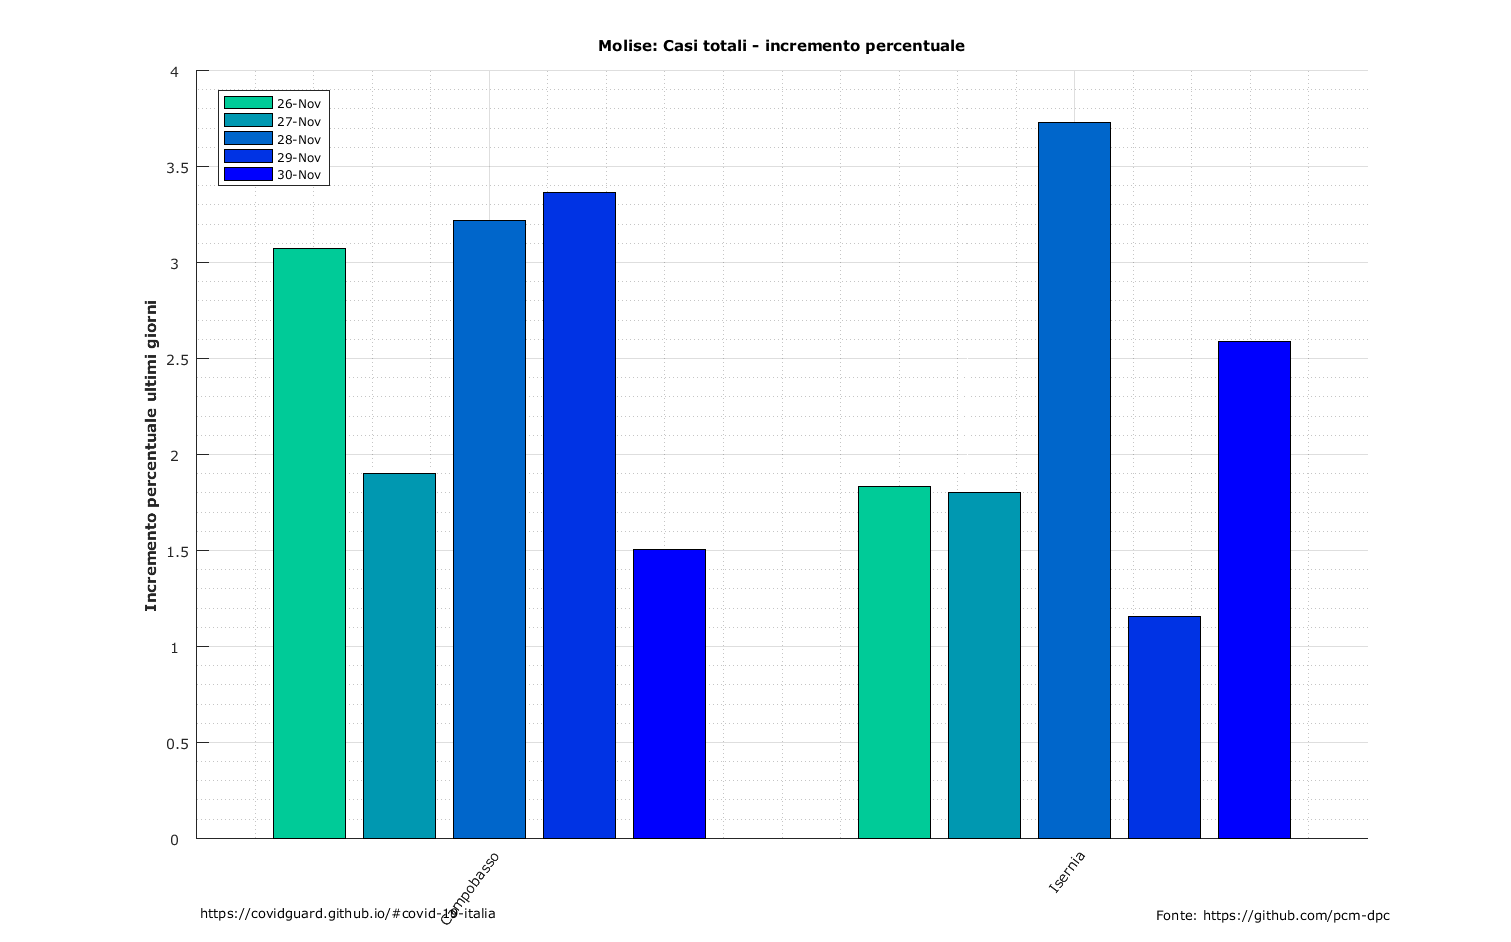 Molise: Casi totali - incremento percentuale
4
3.5
3
2.5
2
1.5
1
0.5
0
Incremento percentuale ultimi giorni
26-Nov
27-Nov
28-Nov
29-Nov
30-Nov
Campobasso
Isernia
https://covidguard.github.io/#covid-19-italia
Fonte: https://github.com/pcm-dpc